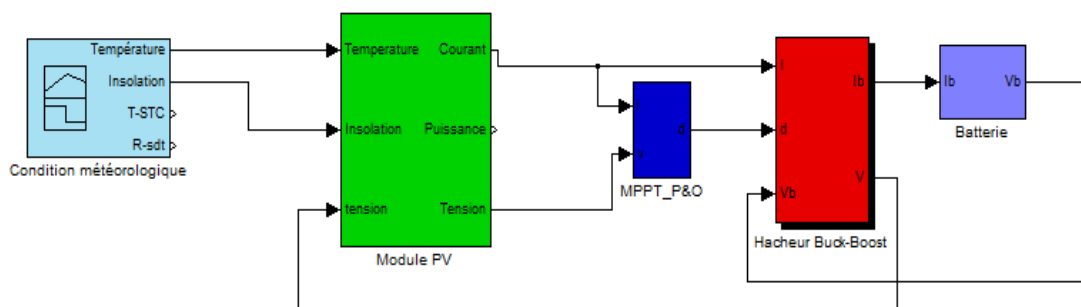 Température
Insolation
T-STC
R-sdt
Condition météorologique
Temperature
Courant
Insolation
Puissance
tension
Tension
Module PV
d
v
MPPT_P&O
I
Ib
d
Vb
V
Hacheur Buck-Boost
Ib
Vb
Batterie